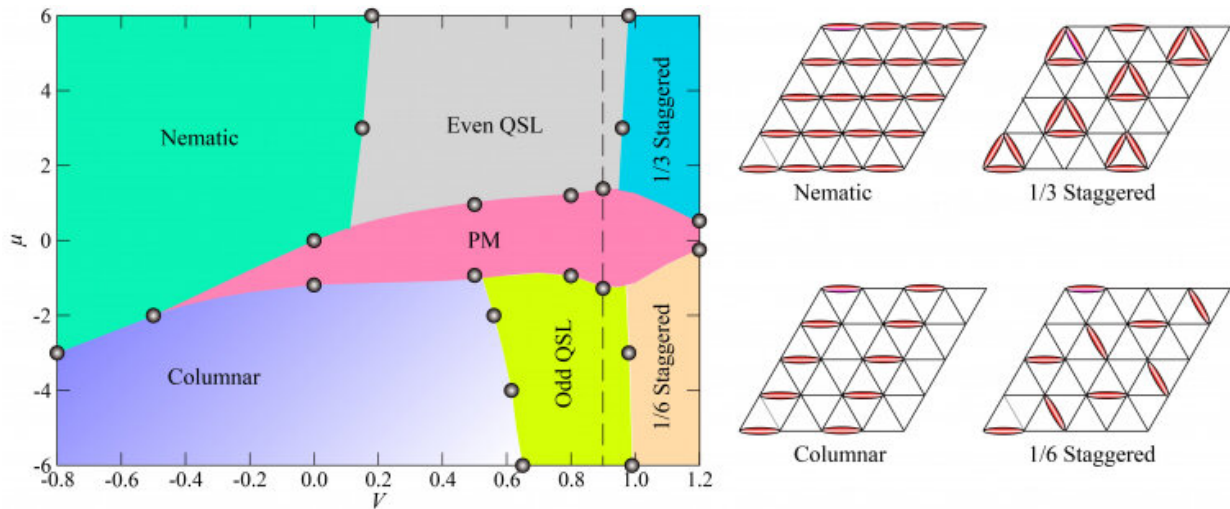 6
4
2
0
-2
-4
-6
μ
-0.8 -0.6 -0.4 -0.2 0.0 0.2 0.4 0.6 0.8 1.0 1.2
V
Nematic
Even QSL
1/3 Staggered
PM
Columnar
Odd QSL
1/6 Staggered
Nematic
1/3 Staggered
Columnar
1/6 Staggered